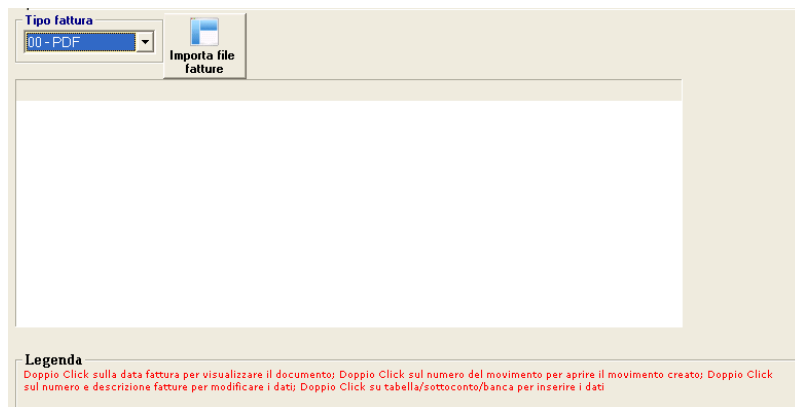 Tipo fattura
00 - PDF
Importa file
fatture
Legenda
Doppio Click sulla data fattura per visualizzare il documento; Doppio Click sul numero del movimento per aprire il movimento creato; Doppio Click
sul numero e descrizione fatture per modificare i dati; Doppio Click su tabella/sottoconto/banca per inserire i dati